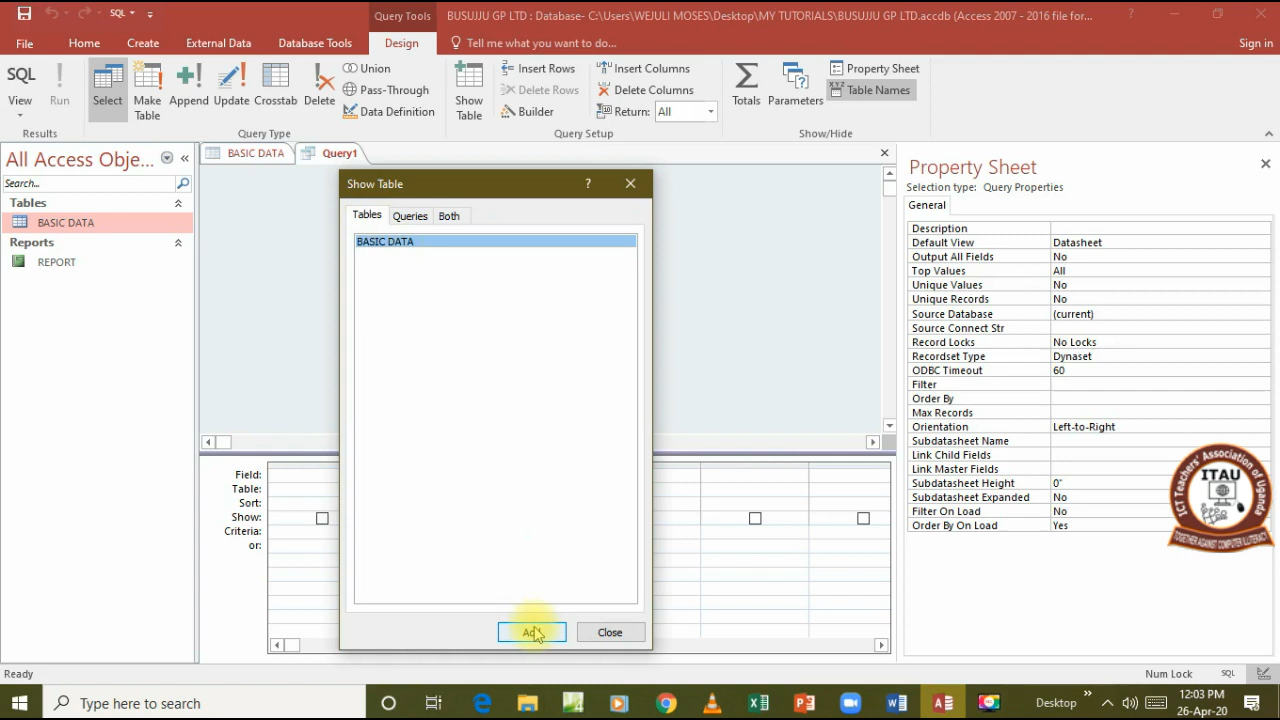 SQL
Query Tools
BUSUJJU GP LTD : Database- C:\Users\WEJULI MOSES\Desktop\MY TUTORIALS\BUSUJJU GP LTD.accdb (Access 2007 - 2016 file for...
File
Home
Create
External Data
Database Tools
Design
Tell me what you want to do...
Sign in
SQL
View
Run
Select
Make
Table
Append
Update
Crosstab
Delete
Union
Pass-Through
Data Definition
Show
Table
Insert Rows
Delete Rows
Builder
Insert Columns
Delete Columns
Return: All
Totals
Parameters
Property Sheet
Table Names
Results
Query Type
Query Setup
Show/Hide
All Access Obje...
Search...
Tables
BASIC DATA
Reports
REPORT
BASIC DATA
Query1
Show Table
Tables
Queries
Both
BASIC DATA
Close
Field:
Table:
Sort:
Show:
Criteria:
or:
Property Sheet
Selection type: Query Properties
General
Description
Default View Datasheet
Output All Fields No
Top Values All
Unique Values No
Unique Records No
Source Database (current)
Source Connect Str
Record Locks No Locks
Recordset Type Dynaset
ODBC Timeout 60
Filter
Order By
Max Records
Orientation Left-to-Right
Subdatasheet Name
Link Child Fields
Link Master Fields
Subdatasheet Height 0"
Subdatasheet Expanded No
Filter On Load No
Order By On Load Yes
ICT Teachers' Association of Uganda
ITAU
TOGETHER AGAINST COMPUTER ILLITERACY
Ready
Num Lock
SQL
Type here to search
Desktop
12:03 PM
26-Apr-20